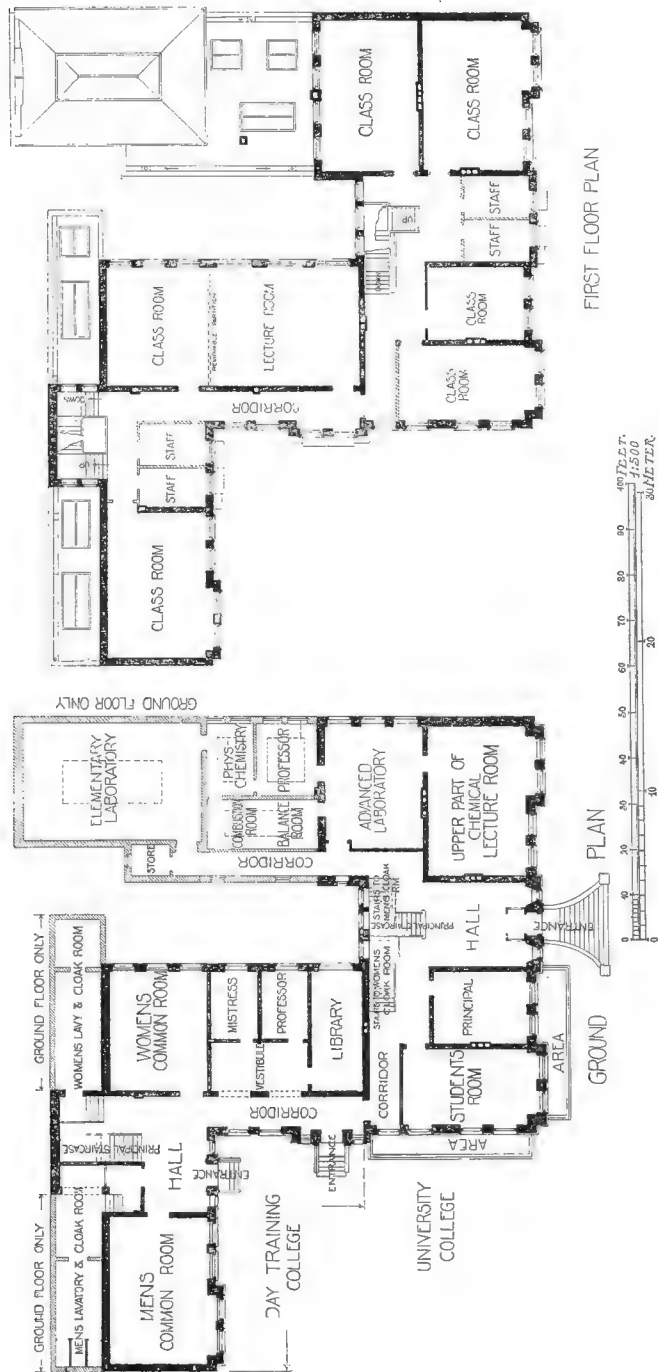 CLASS ROOM
CLASS ROOM
STAFF
STAFF
UP
DOWN
CLASS
ROOM
CLASS
ROOM
CLASS ROOM
LECTURE ROOM
CORRIDOR
DOWN
STAFF
STAFF
CLASS ROOM
FIRST FLOOR PLAN
GROUND FLOOR ONLY
ELEMENTARY
LABORATORY
STORE
PHYS
CHEMISTRY
PROFESSOR
ROOM
BALANCE
ROOM
CORRIDOR
ADVANCED
LABORATORY
UPPER PART OF
CHEMICAL
LECTURE ROOM
STAIRS TO
WOMENS CLOAK
RM
PRINCIPAL STAIRCASE
STAIRS TO WOMENS
CLOAK ROOM
HALL
ENTRANCE
PRINCIPAL
STUDENTS
ROOM
CORRIDOR
AREA
AREA
GROUND FLOOR ONLY
WOMENS LAVY & CLOAK ROOM
WOMENS
COMMON ROOM
MISTRESS
PROFESSOR
VESTIBULE
LIBRARY
CORRIDOR
ENTRANCE
GROUND FLOOR ONLY
MENS LAVATORY & CLOAK ROOM
PRINCIPAL STAIRCASE
HALL
ENTRANCE
MENS
COMMON ROOM
DAY TRAINING
COLLEGE
UNIVERSITY
COLLEGE
GROUND PLAN
0 10 20 30 40 50 60 70 80 90 100 FEET.
1:500
0 10 20 30 METER.